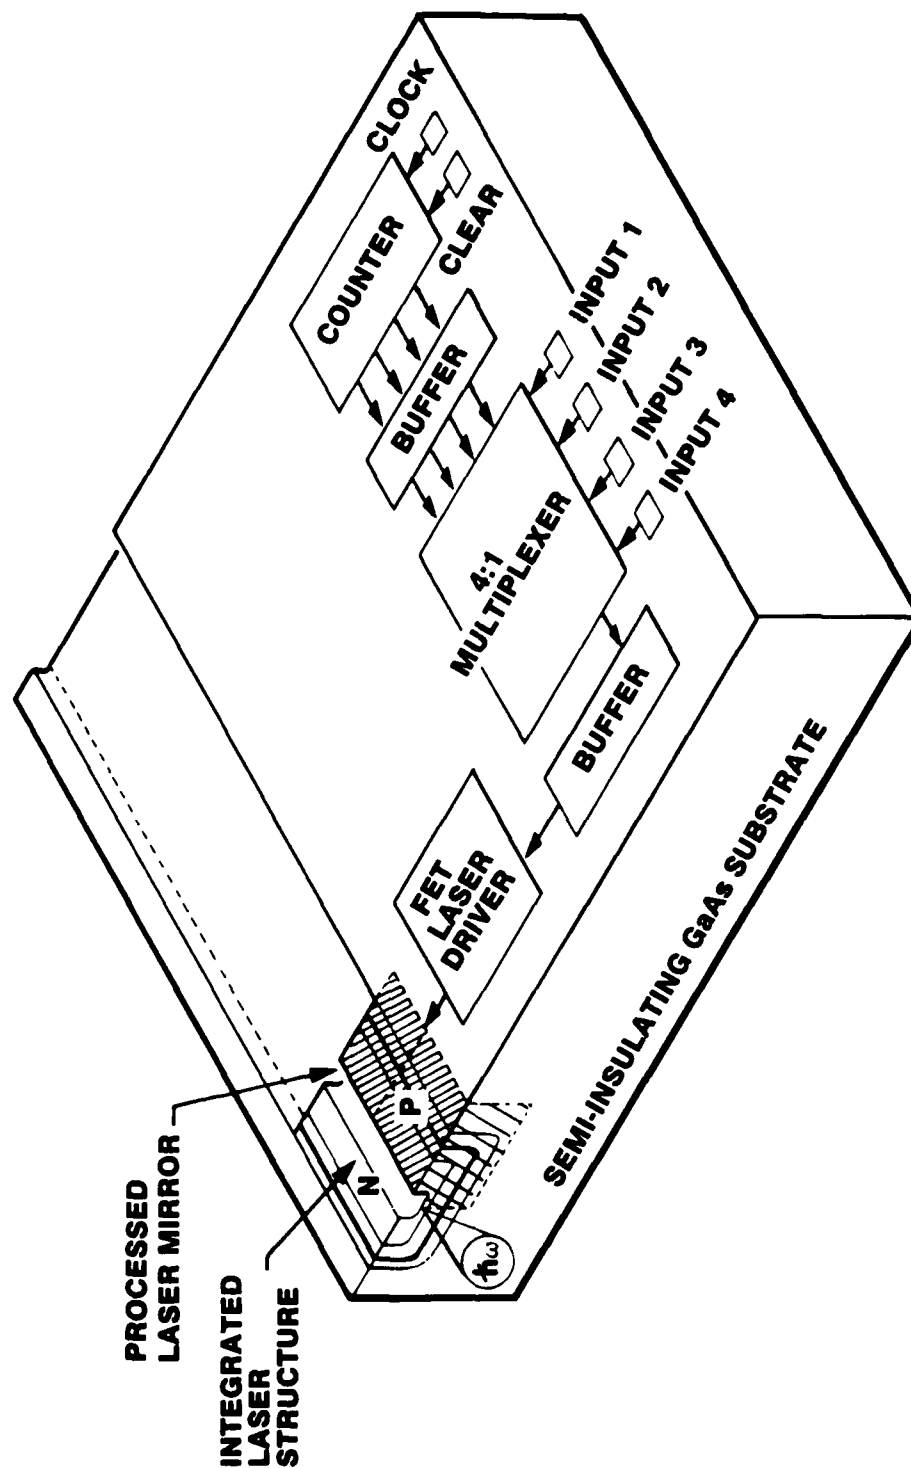 PROCESSED
LASER MIRROR
INTEGRATED
LASER
STRUCTURE
N
P
ħω
FET
LASER
DRIVER
BUFFER
4:1
MULTIPLEXER
BUFFER
COUNTER
CLOCK
CLEAR
INPUT 1
INPUT 2
INPUT 3
INPUT 4
SEMI-INSULATING GaAs SUBSTRATE